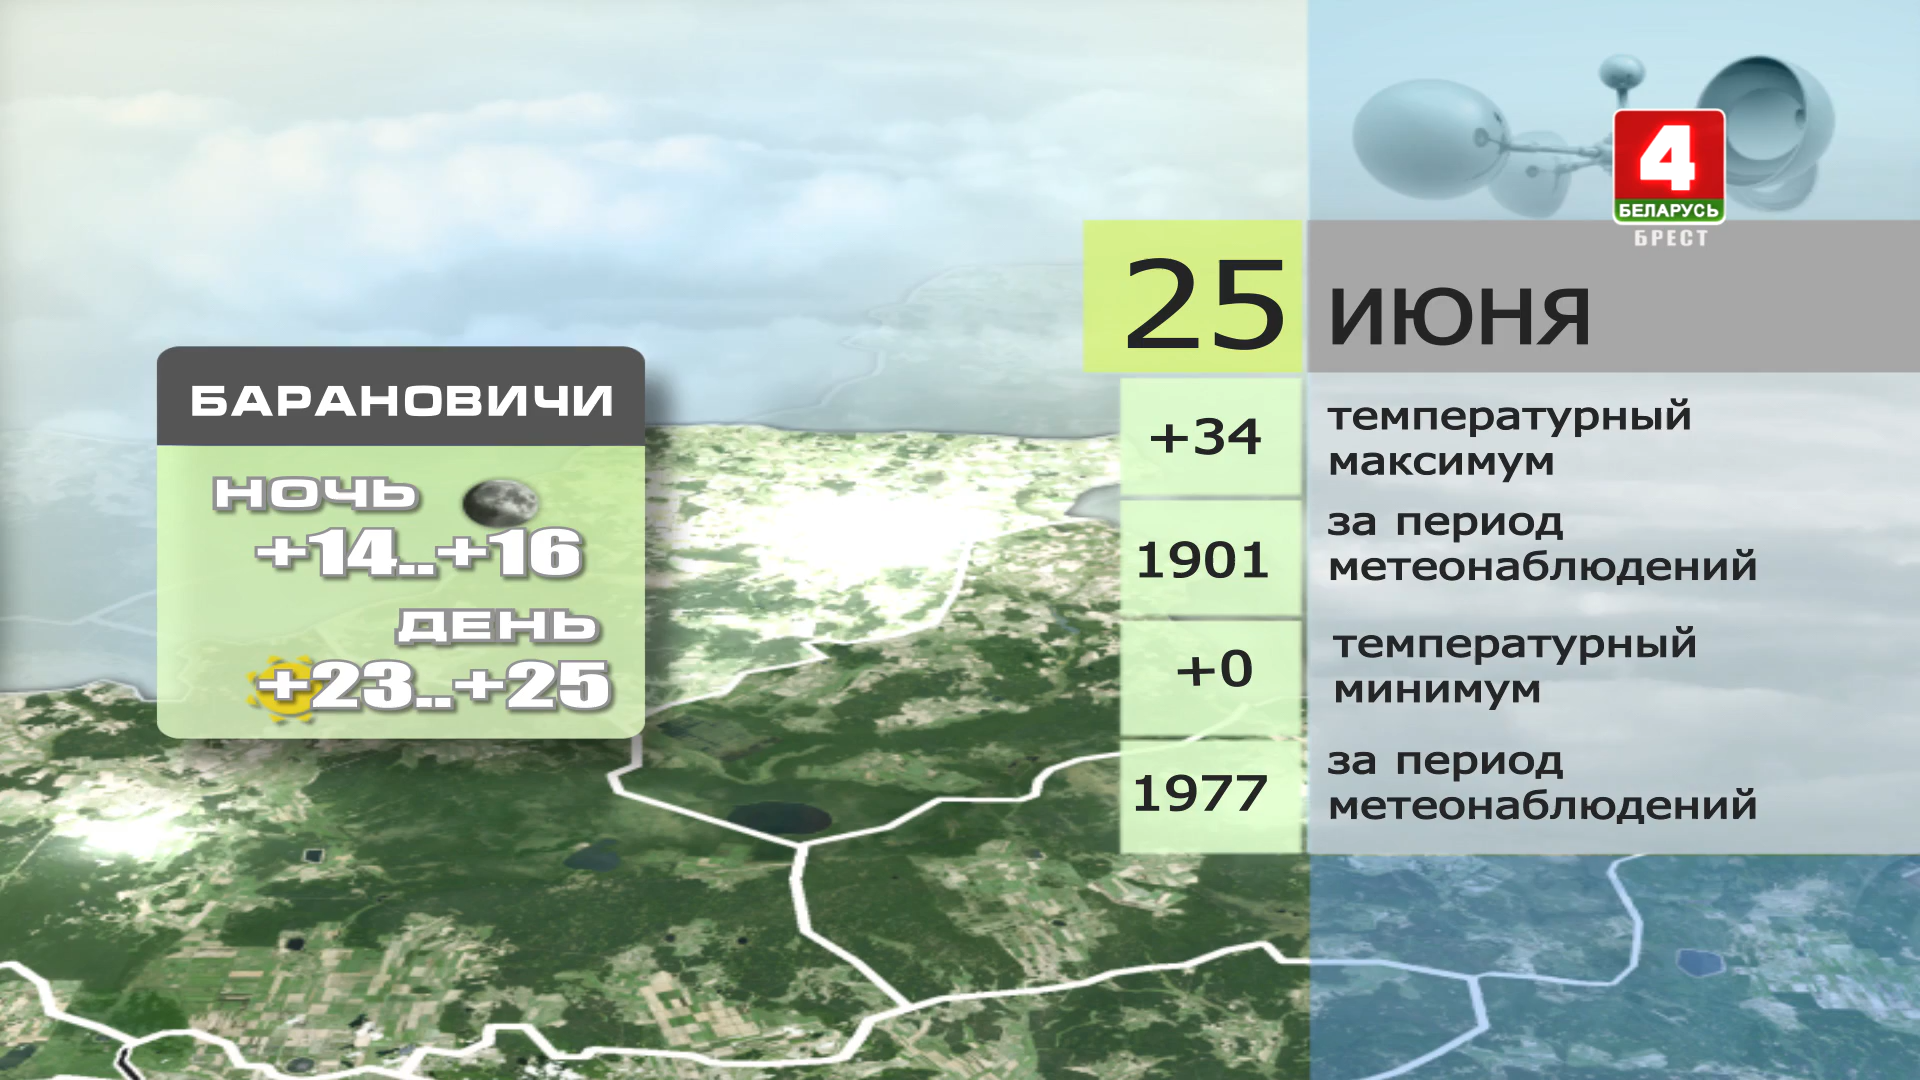 4
БЕЛАРУСЬ
БРЕСТ
25 ИЮНЯ
БАРАНОВИЧИ
НОЧЬ
+14..+16
ДЕНЬ
+23..+25
+34
температурный
максимум
1901
за период
метеонаблюдений
+0
температурный
минимум
1977
за период
метеонаблюдений